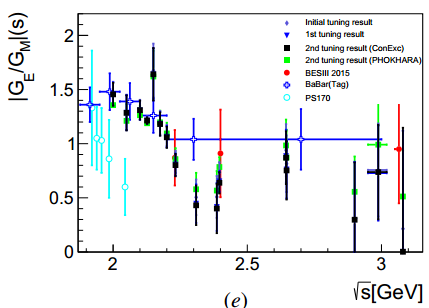 |G_E/G_M|(s)
Initial tuning result
1st tuning result
2nd tuning result (ConExc)
2nd tuning result (PHOKHARA)
BESIII 2015
BaBar(Tag)
PS170
2
1.5
1
0.5
0
2 2.5 3
√s[GeV]
(e)